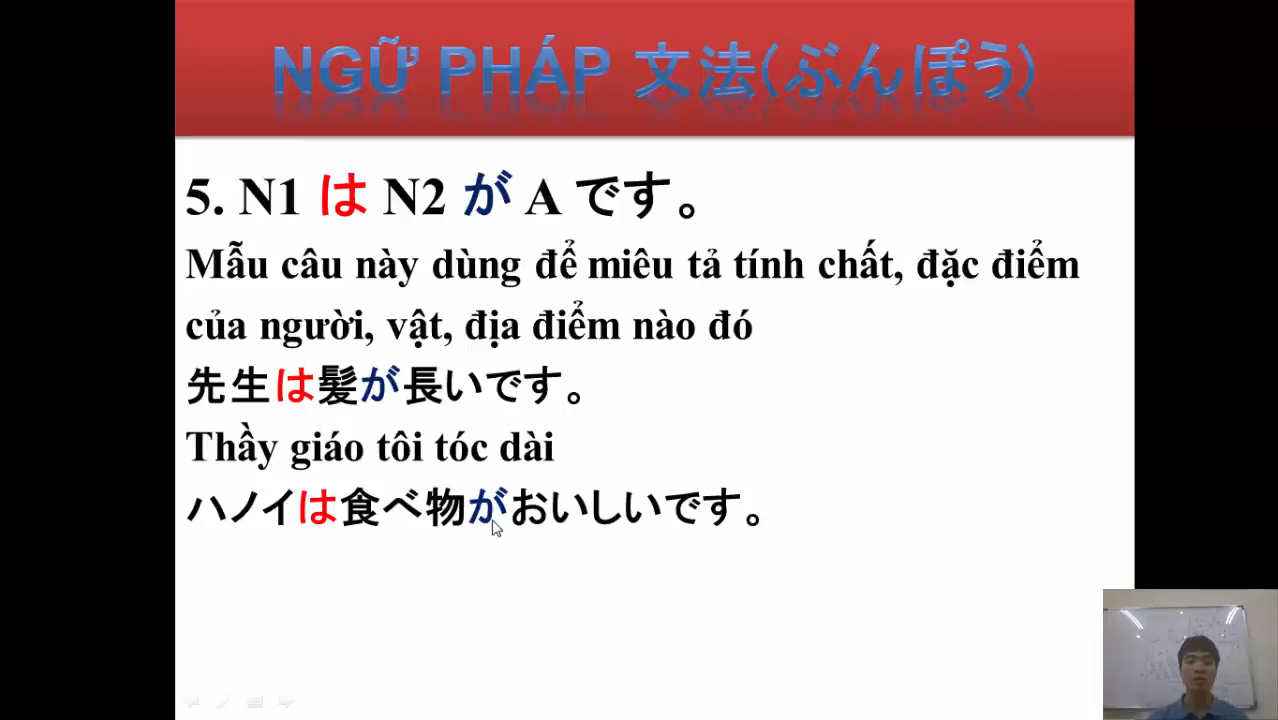 NGỮ PHÁP 文法(ぶんぽう)
5. N1 は N2 が A です。
Mẫu câu này dùng để miêu tả tính chất, đặc điểm
của người, vật, địa điểm nào đó
先生は髪が長いです。
Thầy giáo tôi tóc dài
ハノイは食べ物がおいしいです。